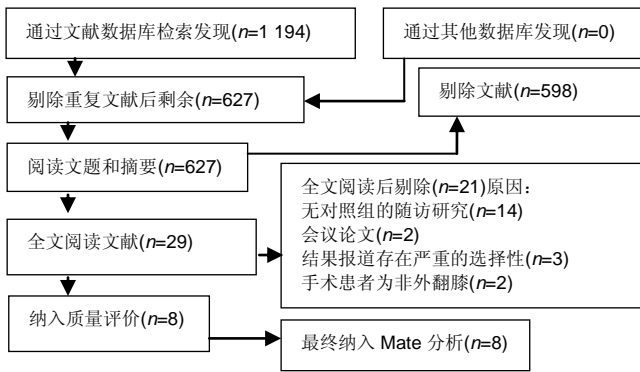 通过文献数据库检索发现(n=1 194)
通过其他数据库发现(n=0)
剔除重复文献后剩余(n=627)
剔除文献(n=598)
阅读文题和摘要(n=627)
全文阅读后剔除(n=21)原因：
无对照组的随访研究(n=14)
会议论文(n=2)
结果报道存在严重的选择性(n=3)
手术患者为非外翻膝(n=2)
全文阅读文献(n=29)
纳入质量评价(n=8)
最终纳入 Mate 分析(n=8)